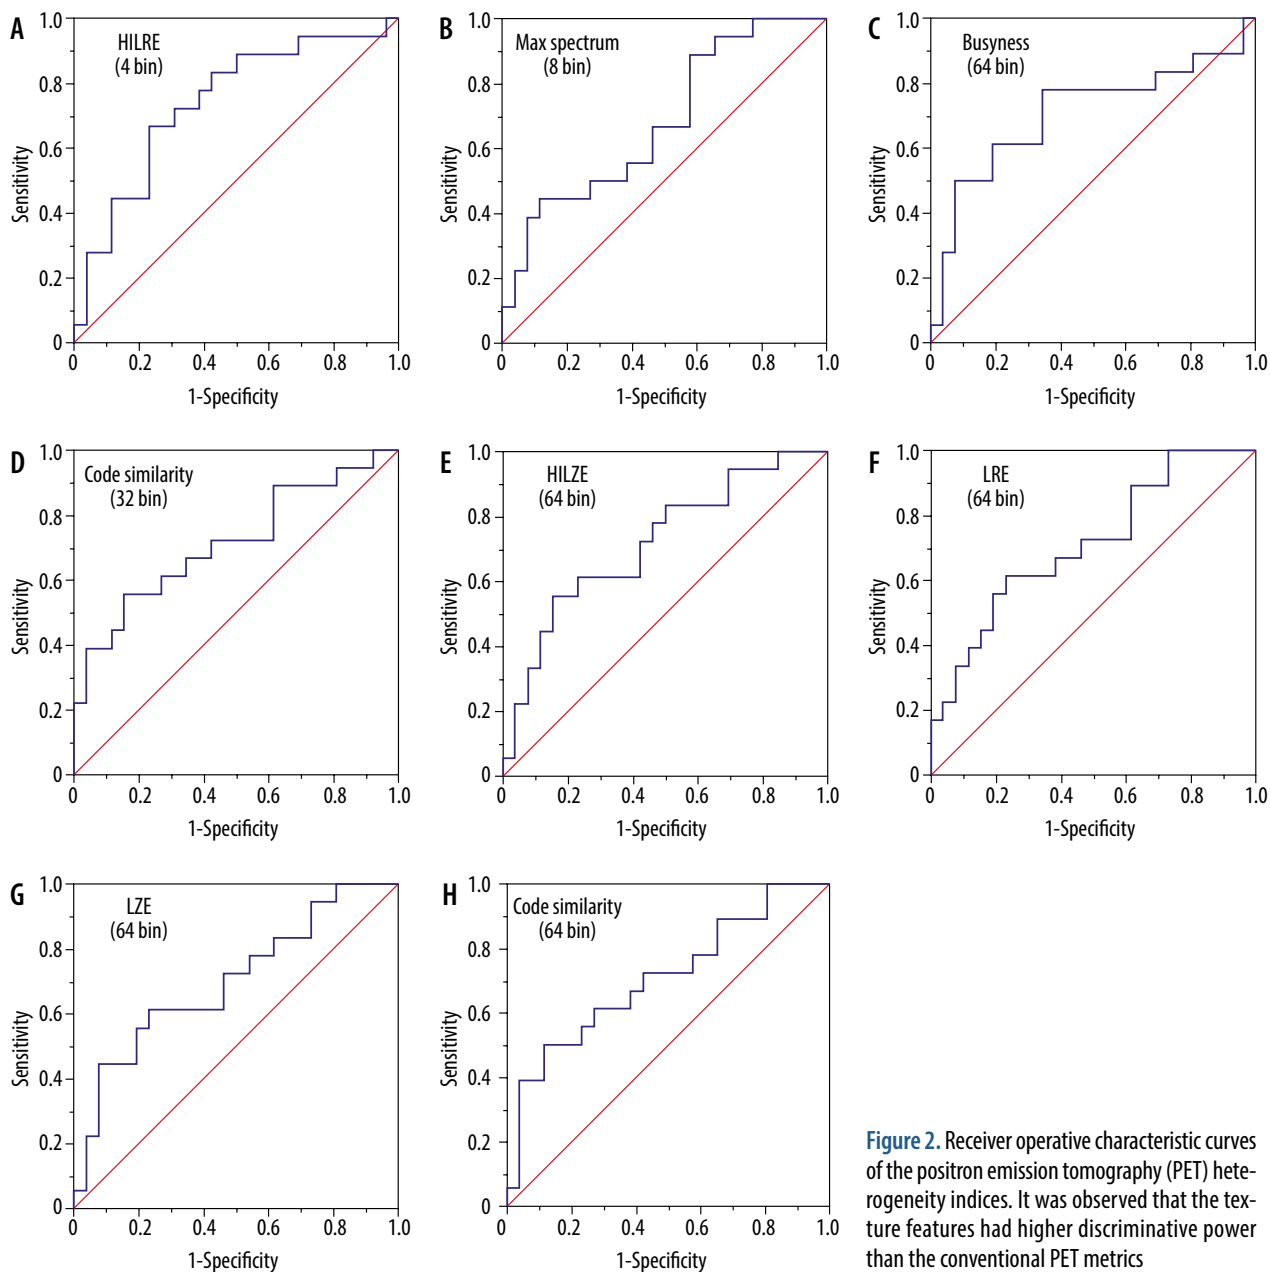 A
HILRE
(4 bin)
Sensitivity
1.0
0.8
0.6
0.4
0.2
0
0 0.2 0.4 0.6 0.8 1.0
1-Specificity
B
Max spectrum
(8 bin)
Sensitivity
1.0
0.8
0.6
0.4
0.2
0
0 0.2 0.4 0.6 0.8 1.0
1-Specificity
C
Busyness
(64 bin)
Sensitivity
1.0
0.8
0.6
0.4
0.2
0
0 0.2 0.4 0.6 0.8 1.0
1-Specificity
D
Code similarity
(32 bin)
Sensitivity
1.0
0.8
0.6
0.4
0.2
0
0 0.2 0.4 0.6 0.8 1.0
1-Specificity
E
HILZE
(64 bin)
Sensitivity
1.0
0.8
0.6
0.4
0.2
0
0 0.2 0.4 0.6 0.8 1.0
1-Specificity
F
LRE
(64 bin)
Sensitivity
1.0
0.8
0.6
0.4
0.2
0
0 0.2 0.4 0.6 0.8 1.0
1-Specificity
G
LZE
(64 bin)
Sensitivity
1.0
0.8
0.6
0.4
0.2
0
0 0.2 0.4 0.6 0.8 1.0
1-Specificity
H
Code similarity
(64 bin)
Sensitivity
1.0
0.8
0.6
0.4
0.2
0
0 0.2 0.4 0.6 0.8 1.0
1-Specificity
Figure 2. Receiver operative characteristic curves
of the positron emission tomography (PET) hete-
rogeneity indices. It was observed that the tex-
ture features had higher discriminative power
than the conventional PET metrics